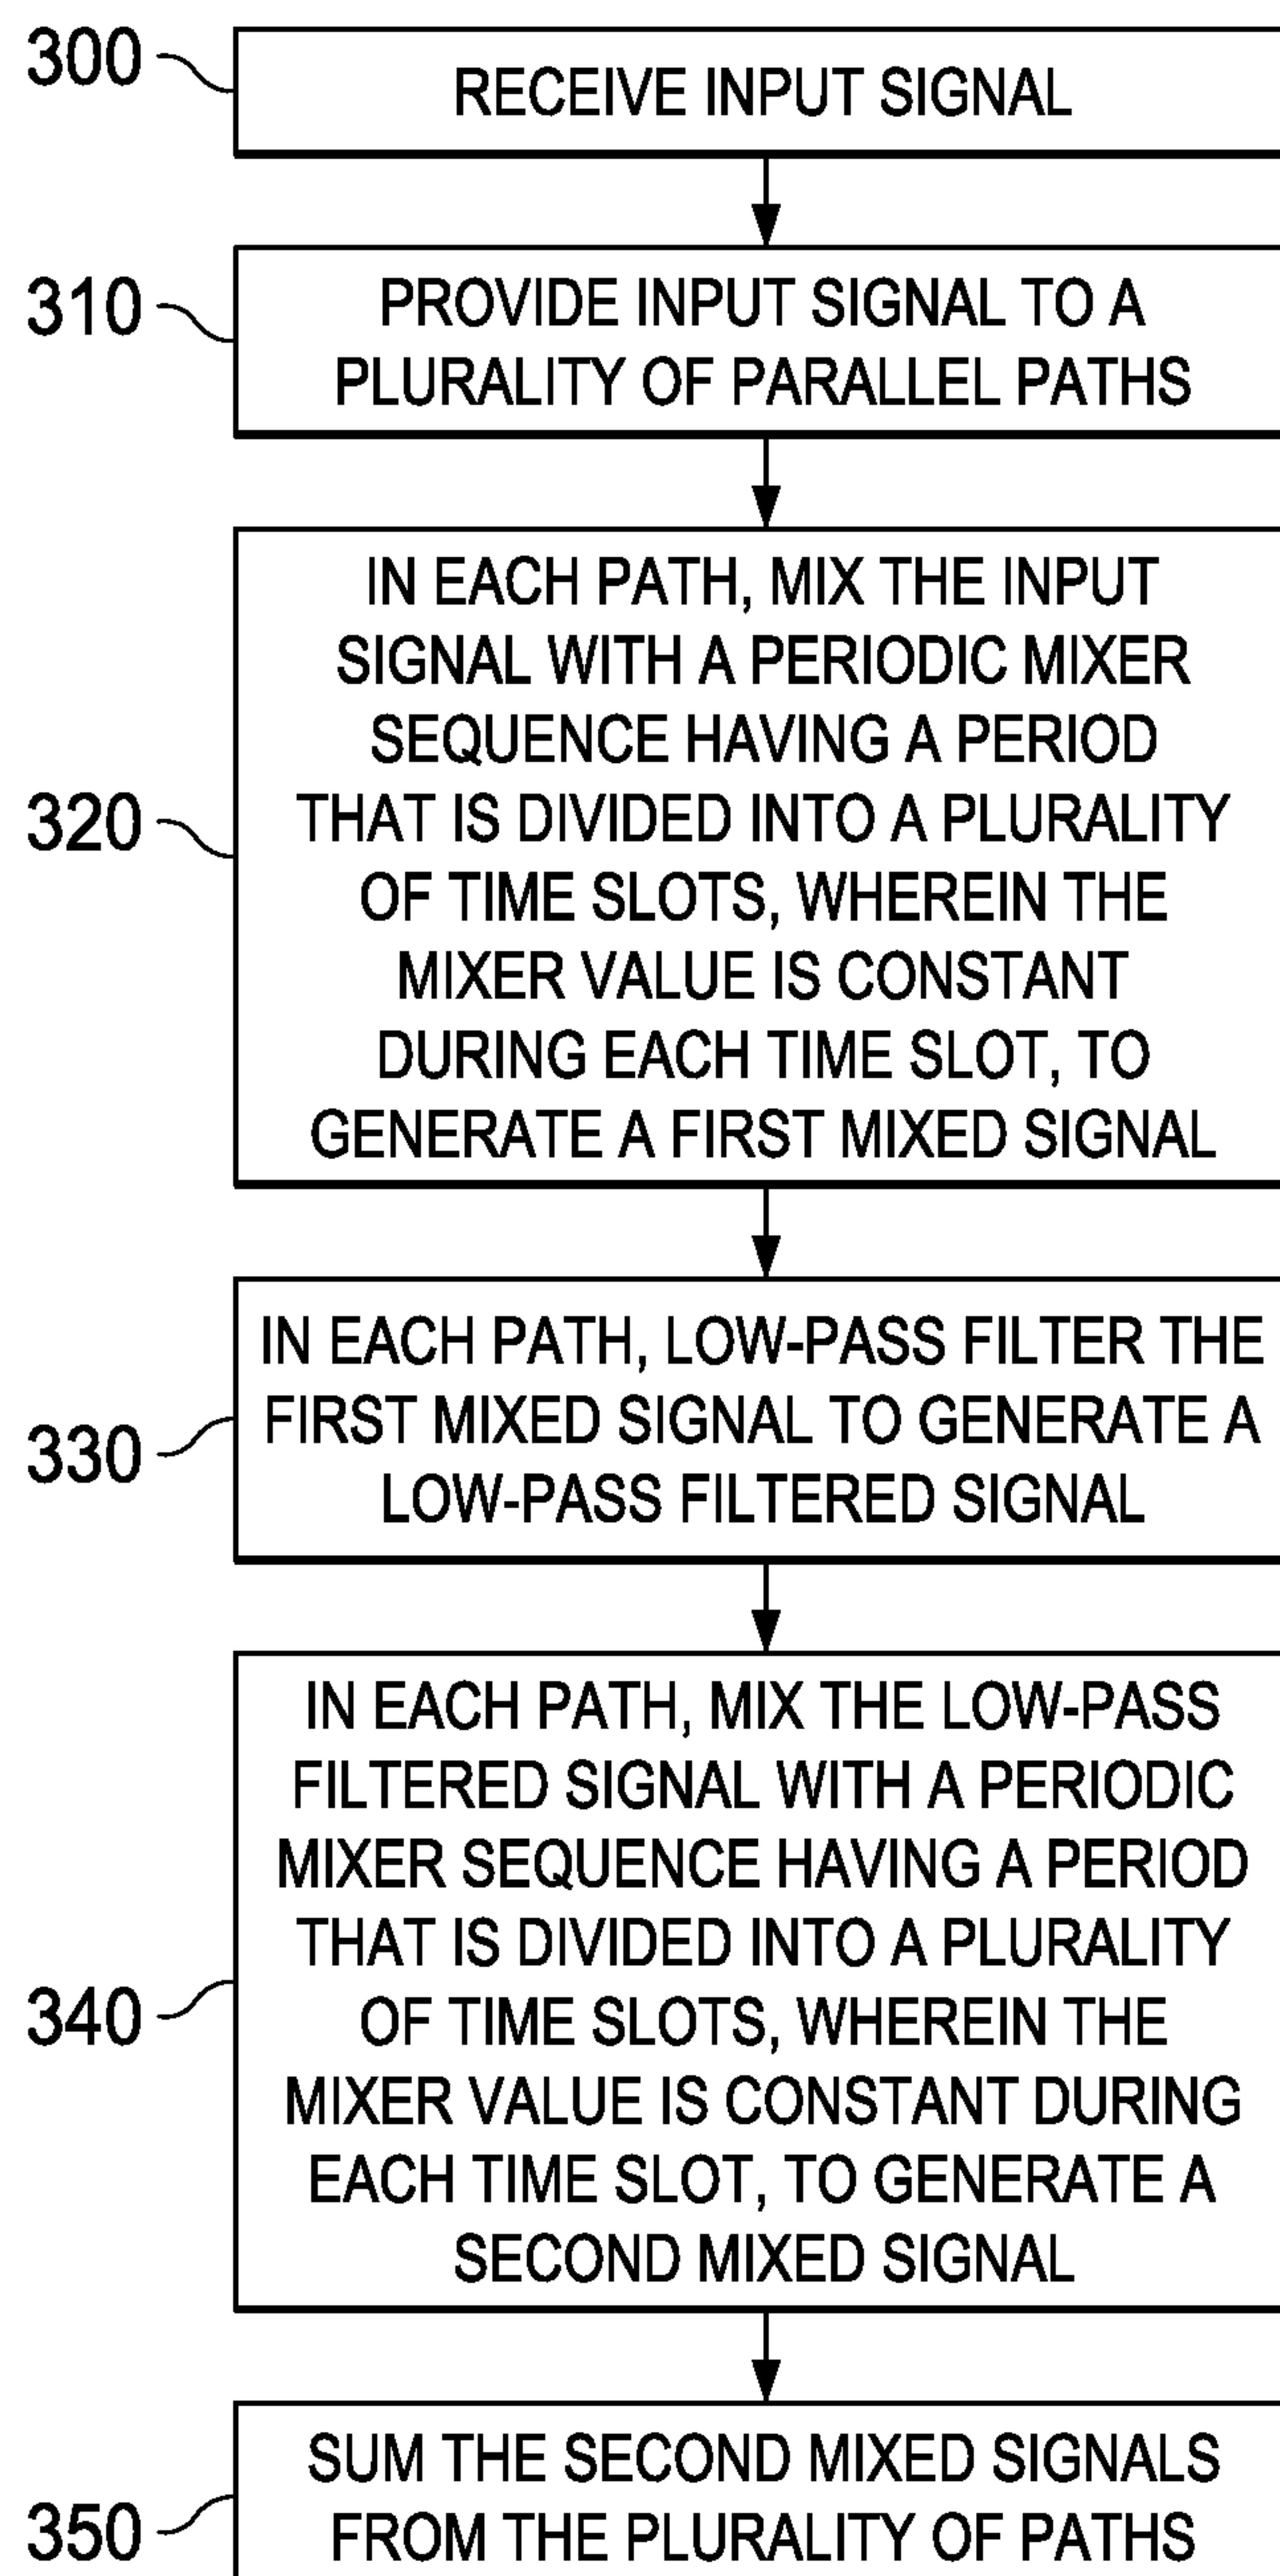 300
RECEIVE INPUT SIGNAL
310
PROVIDE INPUT SIGNAL TO A
PLURALITY OF PARALLEL PATHS
320
IN EACH PATH, MIX THE INPUT
SIGNAL WITH A PERIODIC MIXER
SEQUENCE HAVING A PERIOD
THAT IS DIVIDED INTO A PLURALITY
OF TIME SLOTS, WHEREIN THE
MIXER VALUE IS CONSTANT
DURING EACH TIME SLOT, TO
GENERATE A FIRST MIXED SIGNAL
330
IN EACH PATH, LOW-PASS FILTER THE
FIRST MIXED SIGNAL TO GENERATE A
LOW-PASS FILTERED SIGNAL
340
IN EACH PATH, MIX THE LOW-PASS
FILTERED SIGNAL WITH A PERIODIC
MIXER SEQUENCE HAVING A PERIOD
THAT IS DIVIDED INTO A PLURALITY
OF TIME SLOTS, WHEREIN THE
MIXER VALUE IS CONSTANT DURING
EACH TIME SLOT, TO GENERATE A
SECOND MIXED SIGNAL
350
SUM THE SECOND MIXED SIGNALS
FROM THE PLURALITY OF PATHS